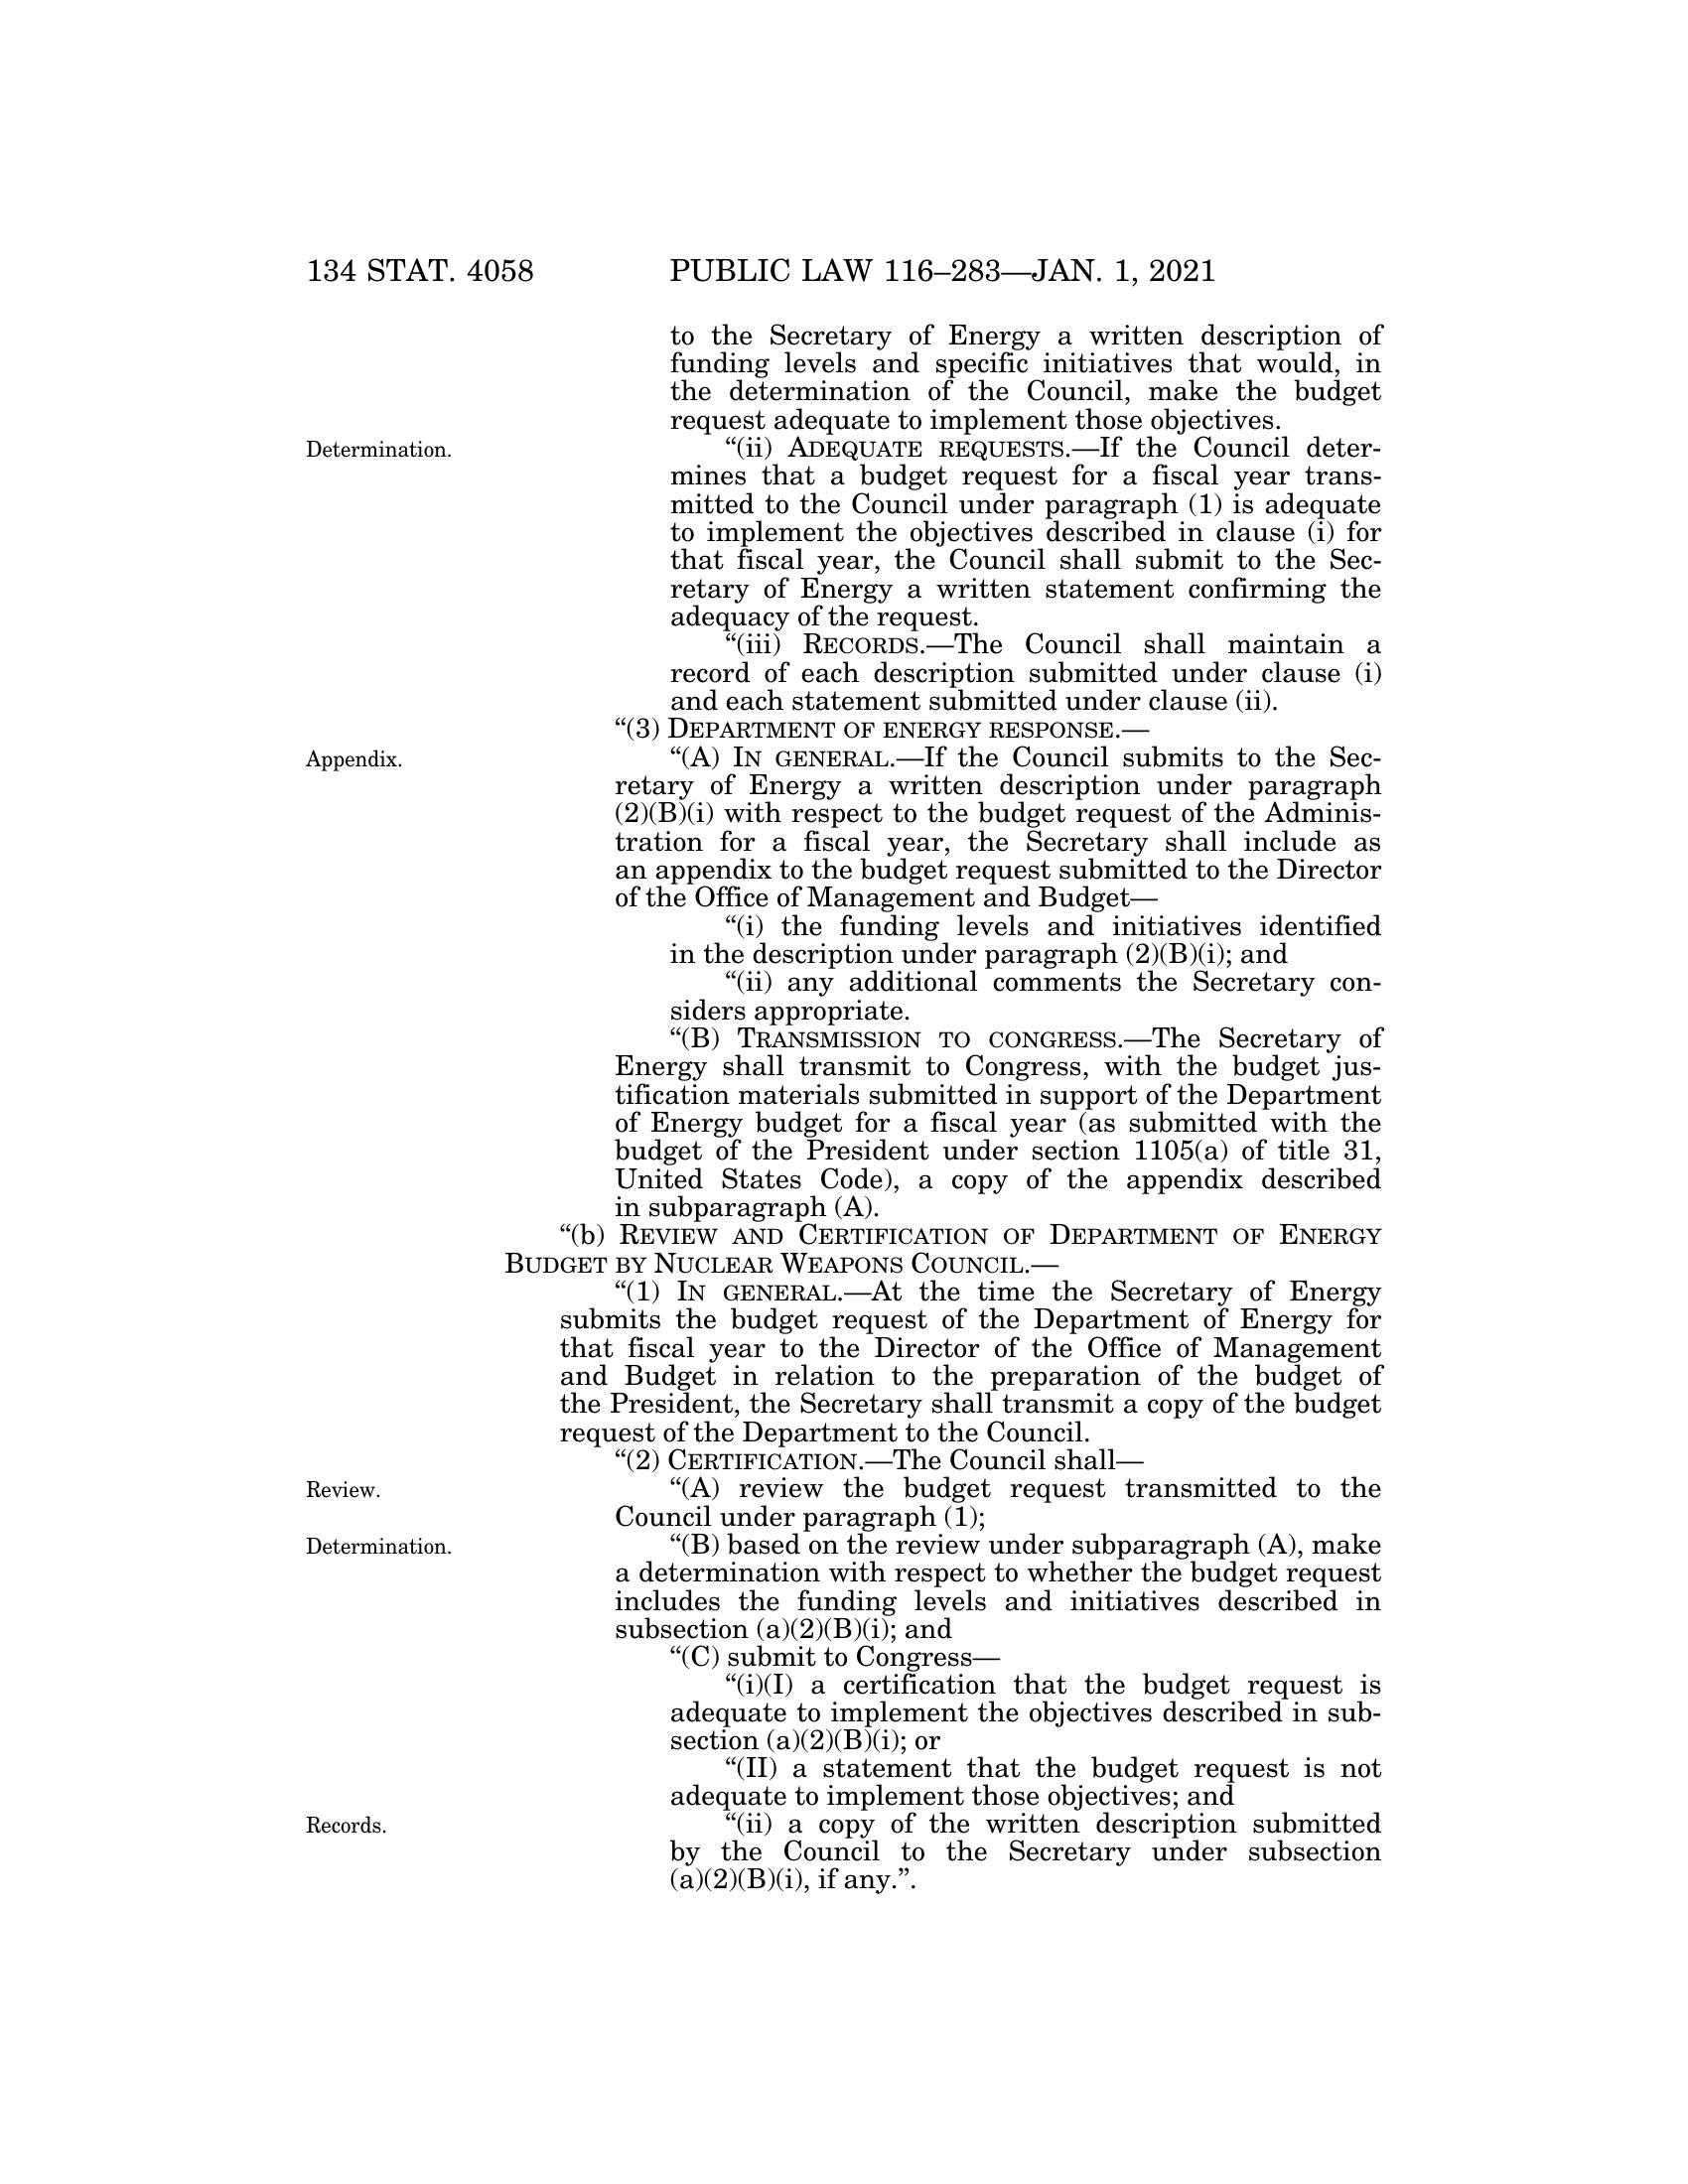 134 STAT. 4058 PUBLIC LAW 116–283—JAN. 1, 2021
to the Secretary of Energy a written description of
funding levels and specific initiatives that would, in
the determination of the Council, make the budget
request adequate to implement those objectives.
Determination.
“(ii) ADEQUATE REQUESTS.—If the Council deter-
mines that a budget request for a fiscal year trans-
mitted to the Council under paragraph (1) is adequate
to implement the objectives described in clause (i) for
that fiscal year, the Council shall submit to the Sec-
retary of Energy a written statement confirming the
adequacy of the request.
“(iii) RECORDS.—The Council shall maintain a
record of each description submitted under clause (i)
and each statement submitted under clause (ii).
“(3) DEPARTMENT OF ENERGY RESPONSE.—
Appendix.
“(A) IN GENERAL.—If the Council submits to the Sec-
retary of Energy a written description under paragraph
(2)(B)(i) with respect to the budget request of the Adminis-
tration for a fiscal year, the Secretary shall include as
an appendix to the budget request submitted to the Director
of the Office of Management and Budget—
“(i) the funding levels and initiatives identified
in the description under paragraph (2)(B)(i); and
“(ii) any additional comments the Secretary con-
siders appropriate.
“(B) TRANSMISSION TO CONGRESS.—The Secretary of
Energy shall transmit to Congress, with the budget jus-
tification materials submitted in support of the Department
of Energy budget for a fiscal year (as submitted with the
budget of the President under section 1105(a) of title 31,
United States Code), a copy of the appendix described
in subparagraph (A).
“(b) REVIEW AND CERTIFICATION OF DEPARTMENT OF ENERGY
BUDGET BY NUCLEAR WEAPONS COUNCIL.—
“(1) IN GENERAL.—At the time the Secretary of Energy
submits the budget request of the Department of Energy for
that fiscal year to the Director of the Office of Management
and Budget in relation to the preparation of the budget of
the President, the Secretary shall transmit a copy of the budget
request of the Department to the Council.
“(2) CERTIFICATION.—The Council shall—
Review.
“(A) review the budget request transmitted to the
Council under paragraph (1);
Determination.
“(B) based on the review under subparagraph (A), make
a determination with respect to whether the budget request
includes the funding levels and initiatives described in
subsection (a)(2)(B)(i); and
“(C) submit to Congress—
“(i)(I) a certification that the budget request is
adequate to implement the objectives described in sub-
section (a)(2)(B)(i); or
“(II) a statement that the budget request is not
adequate to implement those objectives; and
Records.
“(ii) a copy of the written description submitted
by the Council to the Secretary under subsection
(a)(2)(B)(i), if any.”.